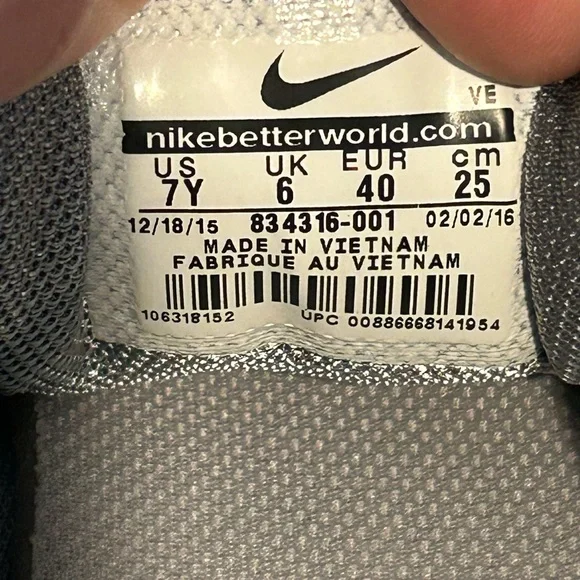 VE
nikebetterworld.com
US UK EUR cm
7Y 6 40 25
12/18/15 834316-001 02/02/16
MADE IN VIETNAM
FABRIQUE AU VIETNAM
106318152 UPC 00886668141954